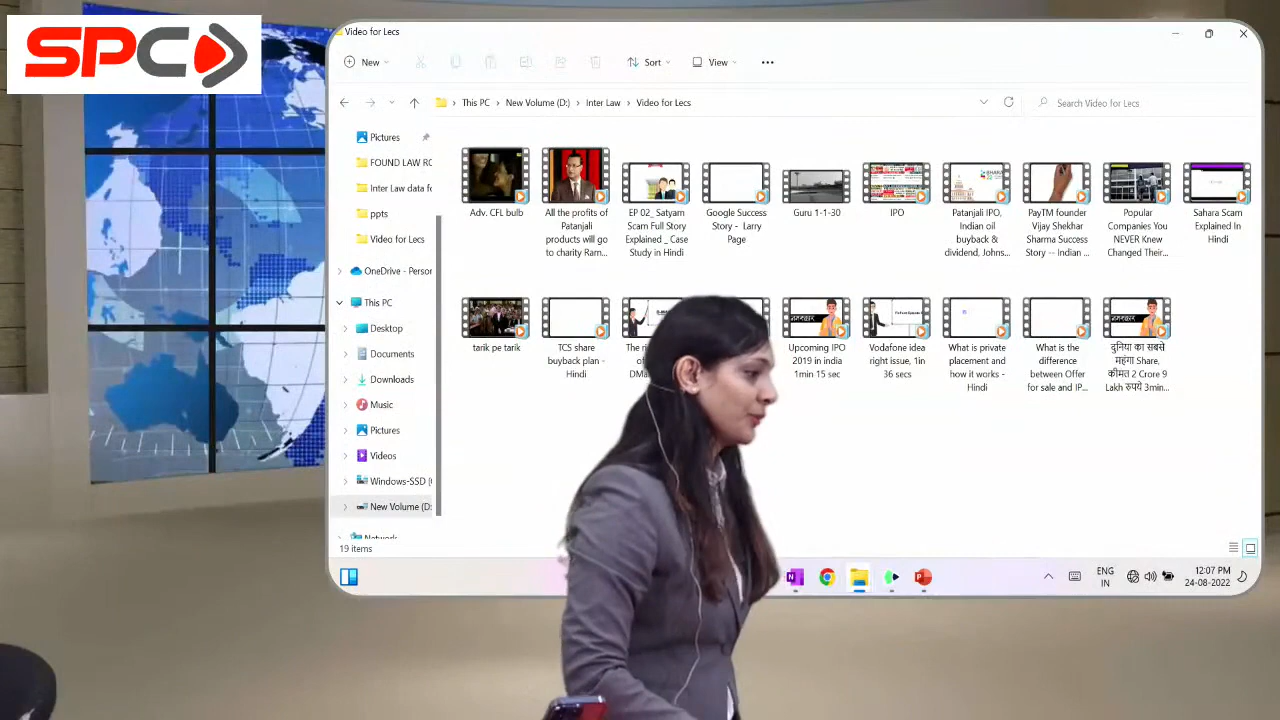 SPC
Video for Lecs
New
Sort
View
This PC > New Volume (D:) > Inter Law > Video for Lecs
Search Video for Lecs
Pictures
FOUND LAW RC
Inter Law data fo
ppts
Video for Lecs
OneDrive - Person
This PC
Desktop
Documents
Downloads
Music
Pictures
Videos
Windows-SSD (
New Volume (D:
Network
Adv. CFL bulb
All the profits of
Patanjali
products will go
to charity Ram...
EP 02_ Satyam
Scam Full Story
Explained _ Case
Study in Hindi
Google Success
Story - Larry
Page
Guru 1-1-30
IPO
Patanjali IPO,
Indian oil
buyback &
dividend, Johns...
PayTM founder
Vijay Shekhar
Sharma Success
Story -- Indian ...
Popular
Companies You
NEVER Knew
Changed Their...
Sahara Scam
Explained In
Hindi
tarik pe tarik
TCS share
buyback plan -
Hindi
The ri
of
DMa
Upcoming IPO
2019 in india
1min 15 sec
Vodafone idea
right issue, 1in
36 secs
What is private
placement and
how it works -
Hindi
What is the
difference
between Offer
for sale and IP...
दुनिया का सबसे
महंगा Share,
कीमत 2 Crore 9
Lakh रुपये 3min...
19 items
ENG
IN
12:07 PM
24-08-2022